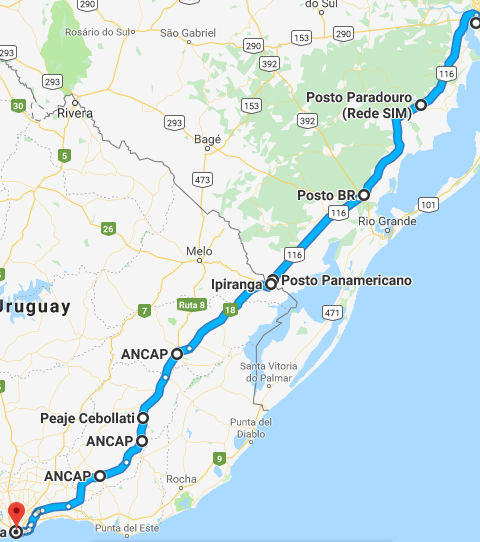 do Sul
290
Rosário do Sul
São Gabriel
153
290
293
293
290
116
293
153
Posto Paradouro
(Rede SIM)
30
Rivera
293
392
5
Bagé
473
Posto BR
101
116
Rio Grande
26
116
Melo
Ipiranga
Posto Panamericano
Uruguay
Ruta 8
18
7
471
ANCAP
Santa Vitoria
do Palmar
Peaje Cebollati
Punta del
Diablo
ANCAP
9
ANCAP
Rocha
Punta del Este
a